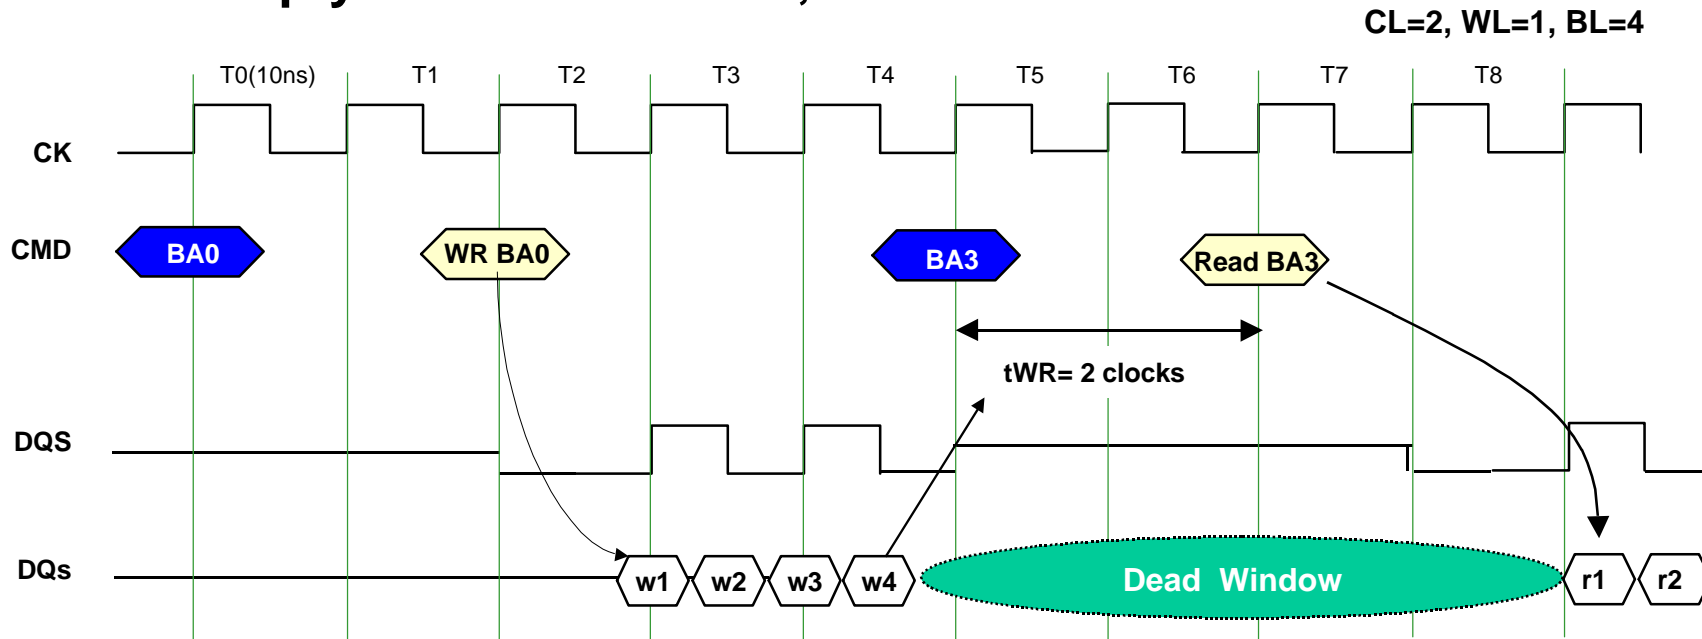 CL=2, WL=1, BL=4
T0(10ns) T1 T2 T3 T4 T5 T6 T7 T8
CK
CMD BA0 WR BA0 BA3 Read BA3
tWR= 2 clocks
DQS
DQs w1 w2 w3 w4 Dead Window r1 r2